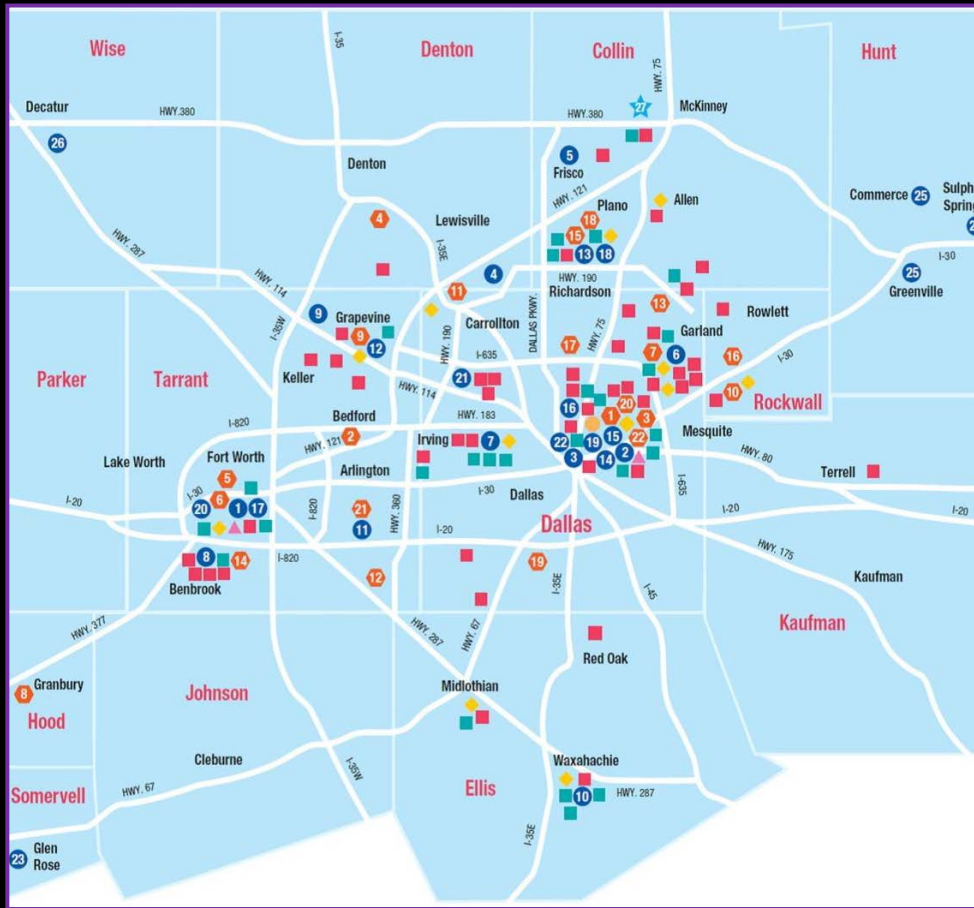 Wise
Denton
Collin
Hunt
I-35
HWY. 75
Decatur
HWY.380
HWY.380
27
McKinney
26
Denton
5
Frisco
HWY. 121
Allen
Commerce 25
Sulph
Spring
2
4
Lewisville
Plano
18
15
13 18
HWY. 287
I-35E
I-30
HWY. 114
4
HWY. 190
Richardson
25
Greenville
11
13
9
Grapevine
Carrollton
DALLAS PKWY.
HWY. 75
Rowlett
I-35W
9
12
HWY. 190
17
Garland
7 6
16
I-30
I-635
Parker
Tarrant
Keller
HWY. 114
21
10
Rockwall
I-820
Bedford
HWY. 183
16
20
1 3
2
HWY. 121
Irving
7
22 19 15 22
Mesquite
3 14 2
HWY. 80
Lake Worth
Fort Worth
Arlington
Terrell
5
I-30
6
I-30
Dallas
I-635
I-20
20 1 17
I-820
21
HWY. 360
11
I-20
Dallas
I-20
I-20
8 14
I-820
19
HWY. 175
Benbrook
12
I-35E
I-45
Kaufman
HWY. 377
HWY. 287
HWY. 67
Kaufman
Red Oak
8 Granbury
Johnson
Midlothian
Hood
Cleburne
I-35W
Waxahachie
Somervell
HWY. 67
Ellis
10
HWY. 287
I-35E
23
Glen
Rose